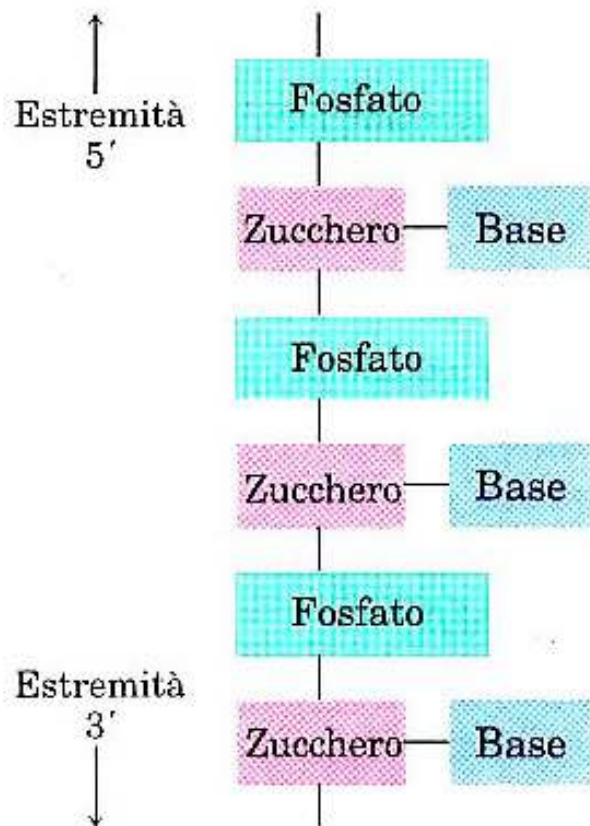 Fosfato
Estremità
5′
Zucchero
Base
Fosfato
Zucchero
Base
Fosfato
Estremità
3′
Zucchero
Base